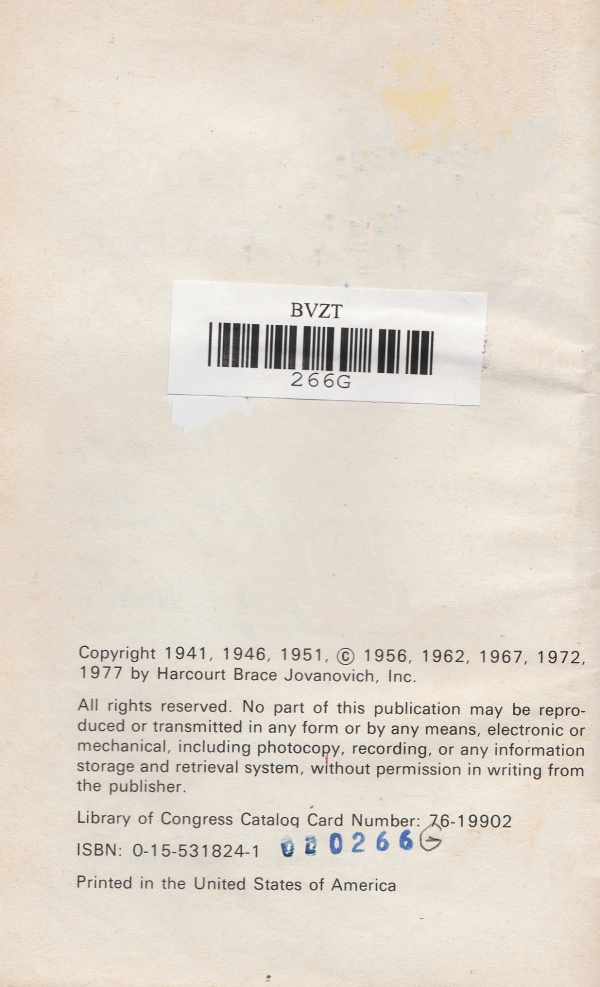 BVZT
266G
Copyright 1941, 1946, 1951, © 1956, 1962, 1967, 1972,
1977 by Harcourt Brace Jovanovich, Inc.
All rights reserved. No part of this publication may be repro-
duced or transmitted in any form or by any means, electronic or
mechanical, including photocopy, recording, or any information
storage and retrieval system, without permission in writing from
the publisher.
Library of Congress Catalog Card Number: 76-19902
ISBN: 0-15-531824-1 000266G
Printed in the United States of America